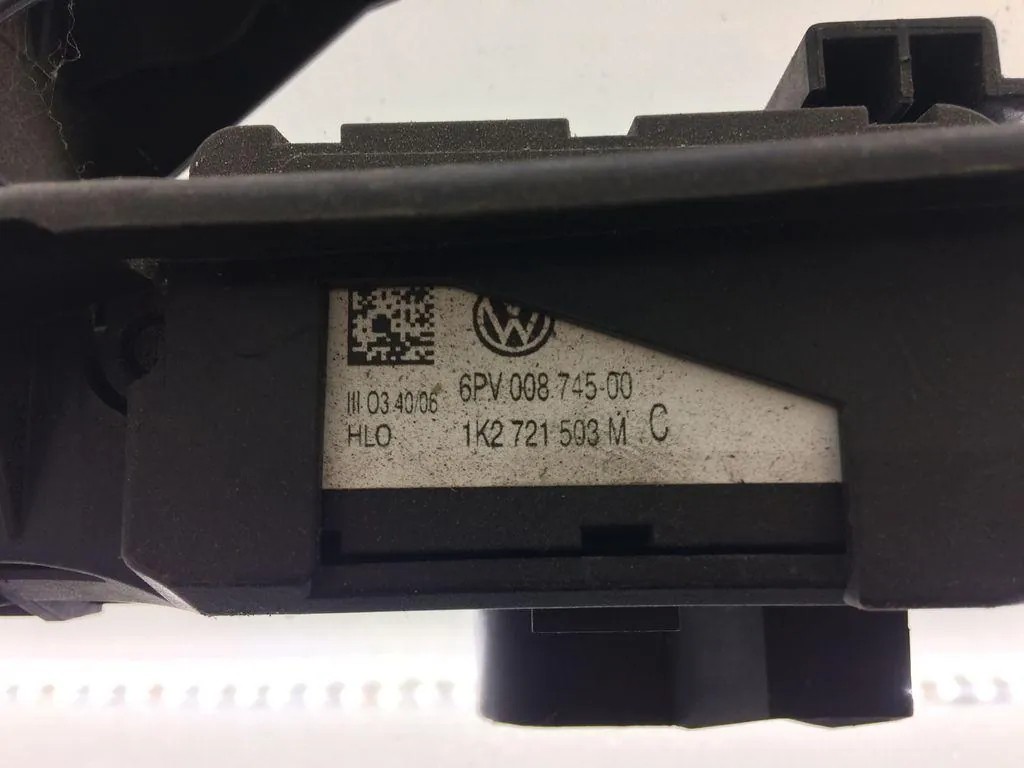 6PV 008 745-00
III 03 40/06
HLO 1K2 721 503 M C